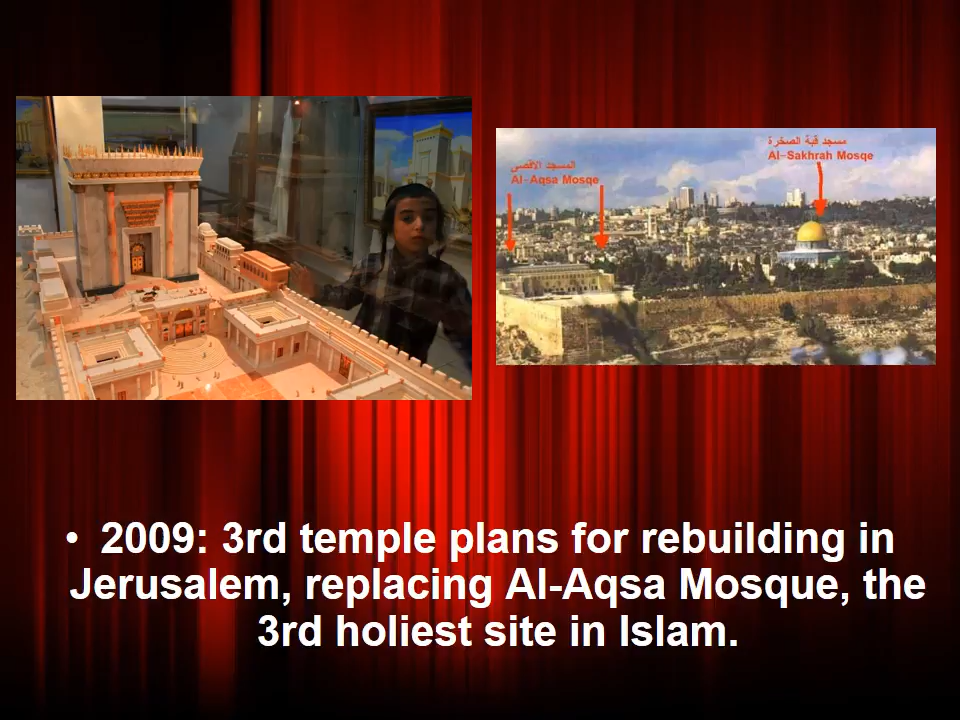 المسجد الاقصى
Al-Aqsa Mosqe
مسجد قبة الصخرة
Al-Sakhrah Mosqe
• 2009: 3rd temple plans for rebuilding in
Jerusalem, replacing Al-Aqsa Mosque, the
3rd holiest site in Islam.